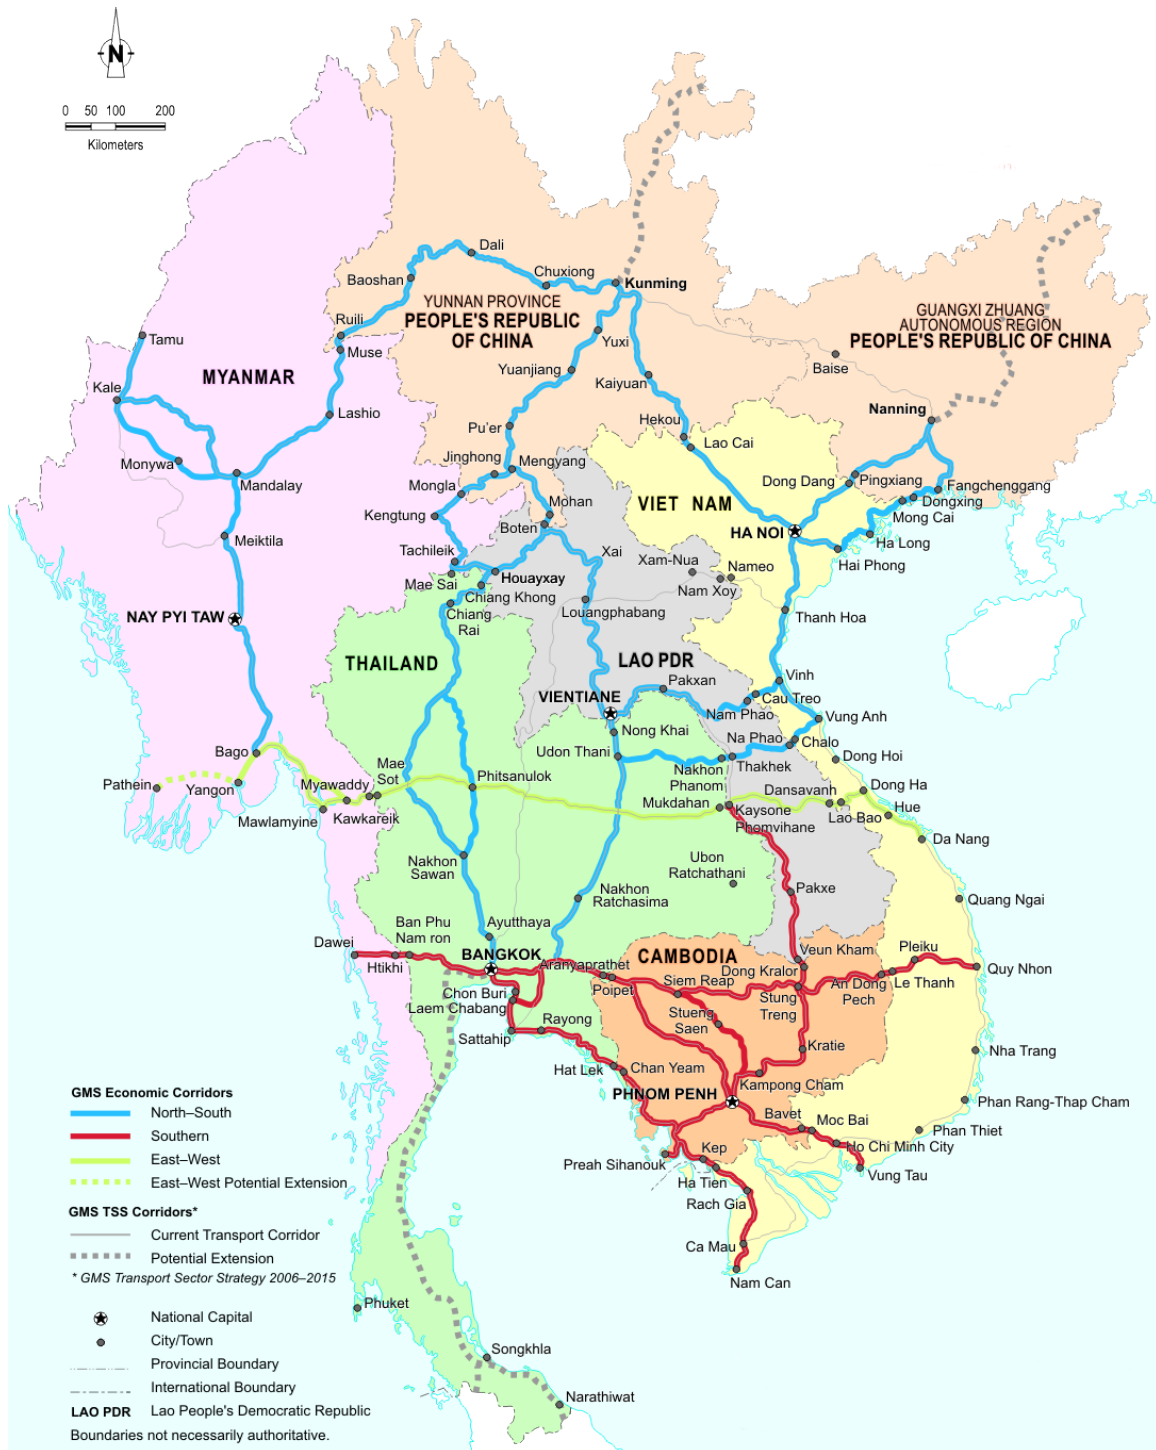 N
0 50 100 200
Kilometers
Dali
Baoshan
Chuxiong
Kunming
YUNNAN PROVINCE
PEOPLE'S REPUBLIC
OF CHINA
GUANGXI ZHUANG
AUTONOMOUS REGION
PEOPLE'S REPUBLIC OF CHINA
Ruili
Muse
Tamu
Yuxi
Baise
MYANMAR
Yuanjiang
Kaiyuan
Kale
Lashio
Nanning
Pu'er
Hekou
Lao Cai
Monywa
Mandalay
Jinghong
Mengyang
Mongla
Dong Dang
Pingxiang
Fangchenggang
Dongxing
Mong Cai
Mohan
VIET NAM
Kengtung
Boten
HA NOI
Meiktila
Ha Long
Hai Phong
Tachileik
Xai
Xam-Nua
Nameo
Nam Xoy
Mae Sai
Houayxay
Chiang Khong
Chiang
Rai
Louangphabang
NAY PYI TAW
Thanh Hoa
THAILAND
LAO PDR
Pakxan
Vinh
Cau Treo
VIENTIANE
Nam Phao
Vung Anh
Nong Khai
Na Phao
Chalo
Bago
Udon Thani
Thakhek
Dong Hoi
Mae
Sot
Nakhon
Phanom
Pathein
Yangon
Myawaddy
Phitsanulok
Dansavanh
Dong Ha
Mukdahan
Kaysone
Phomvihane
Lao Bao
Hue
Mawlamyine
Kawkareik
Da Nang
Nakhon
Sawan
Ubon
Ratchathani
Nakhon
Ratchasima
Pakxe
Quang Ngai
Ban Phu
Nam ron
Ayutthaya
Dawei
Htikhi
BANGKOK
Aranyaprathet
Poipet
CAMBODIA
Veun Kham
Dong Kralor
Pleiku
Quy Nhon
Siem Reap
An Dong
Pech
Le Thanh
Chon Buri
Laem Chabang
Stueng
Saen
Stung
Treng
Sattahip
Rayong
Kratie
Nha Trang
Hat Lek
Chan Yeam
Kampong Cham
PHNOM PENH
Bavet
Moc Bai
Phan Rang-Thap Cham
Phan Thiet
Ho Chi Minh City
Kep
Preah Sihanouk
Ha Tien
Vung Tau
Rach Gia
Ca Mau
Nam Can
Phuket
Songkhla
Narathiwat
GMS Economic Corridors
North–South
Southern
East–West
East–West Potential Extension
GMS TSS Corridors*
Current Transport Corridor
Potential Extension
* GMS Transport Sector Strategy 2006–2015
National Capital
City/Town
Provincial Boundary
International Boundary
LAO PDR Lao People's Democratic Republic
Boundaries not necessarily authoritative.